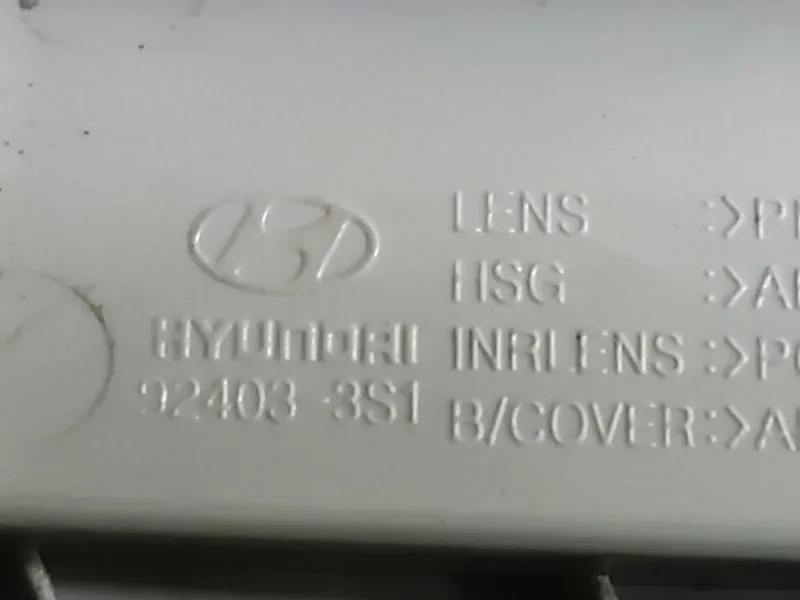 HYUNDAI
92403-3S1
LENS :>P
HSG :>A
INRLENS :>P
B/COVER:>A